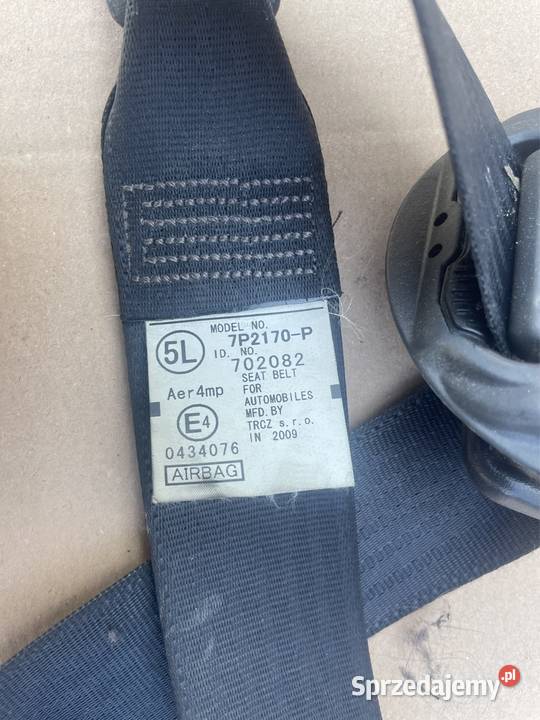 MODEL NO.
5L 7P2170-P
ID. NO.
702082
SEAT BELT
Aer4mp FOR
AUTOMOBILES
E4 MFD.BY
TRCZ s.r.o.
0434076 IN 2009
AIRBAG
Sprzedajemy.pl